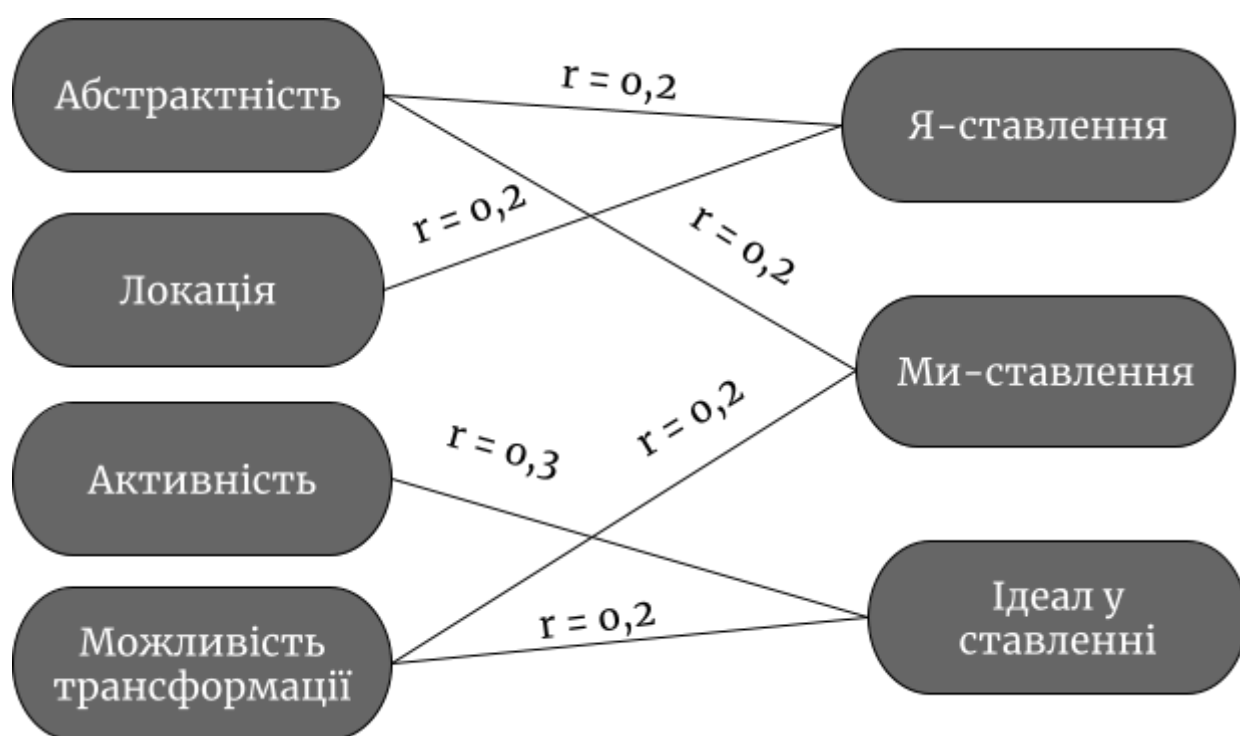 Абстрактність
r = 0,2
Я-ставлення
r = 0,2
r = 0,2
Локація
Ми-ставлення
r = 0,2
r = 0,3
Активність
Ідеал у
ставленні
r = 0,2
Можливість
трансформації